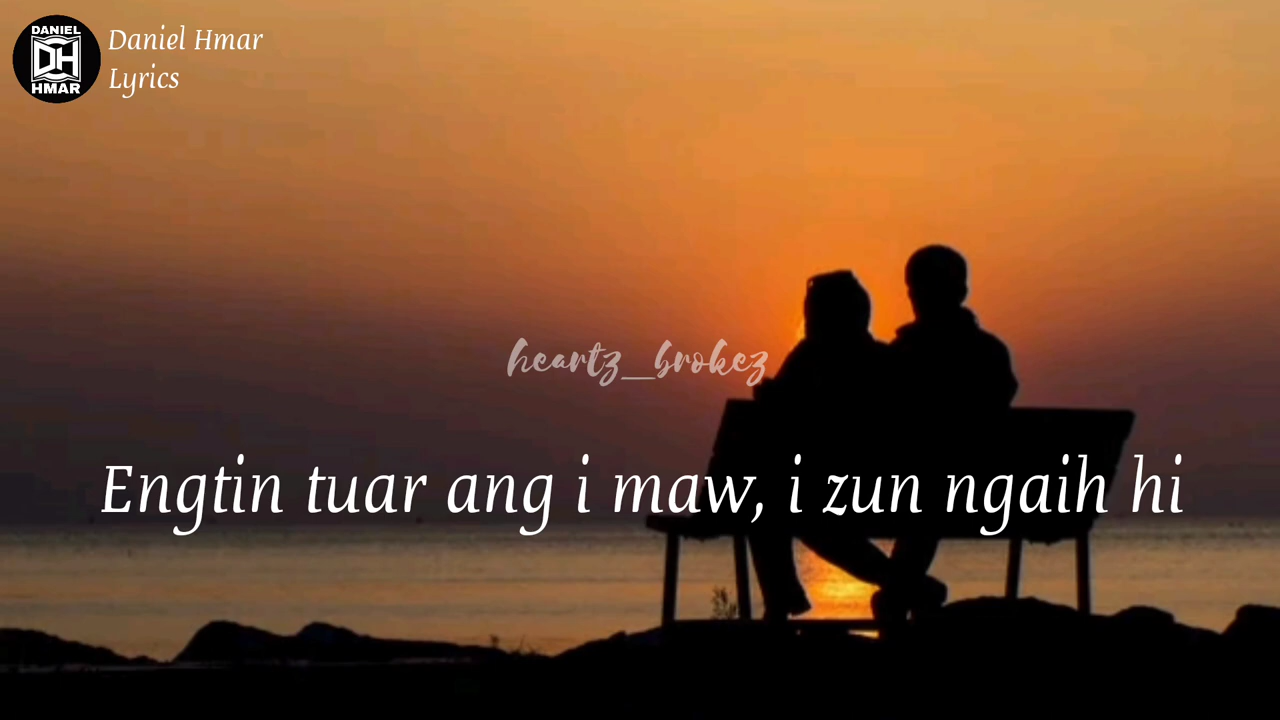 DANIEL
DH
HMAR
Daniel Hmar
Lyrics
heartz_brokez
Engtin tuar ang i maw, i zun ngaih hi